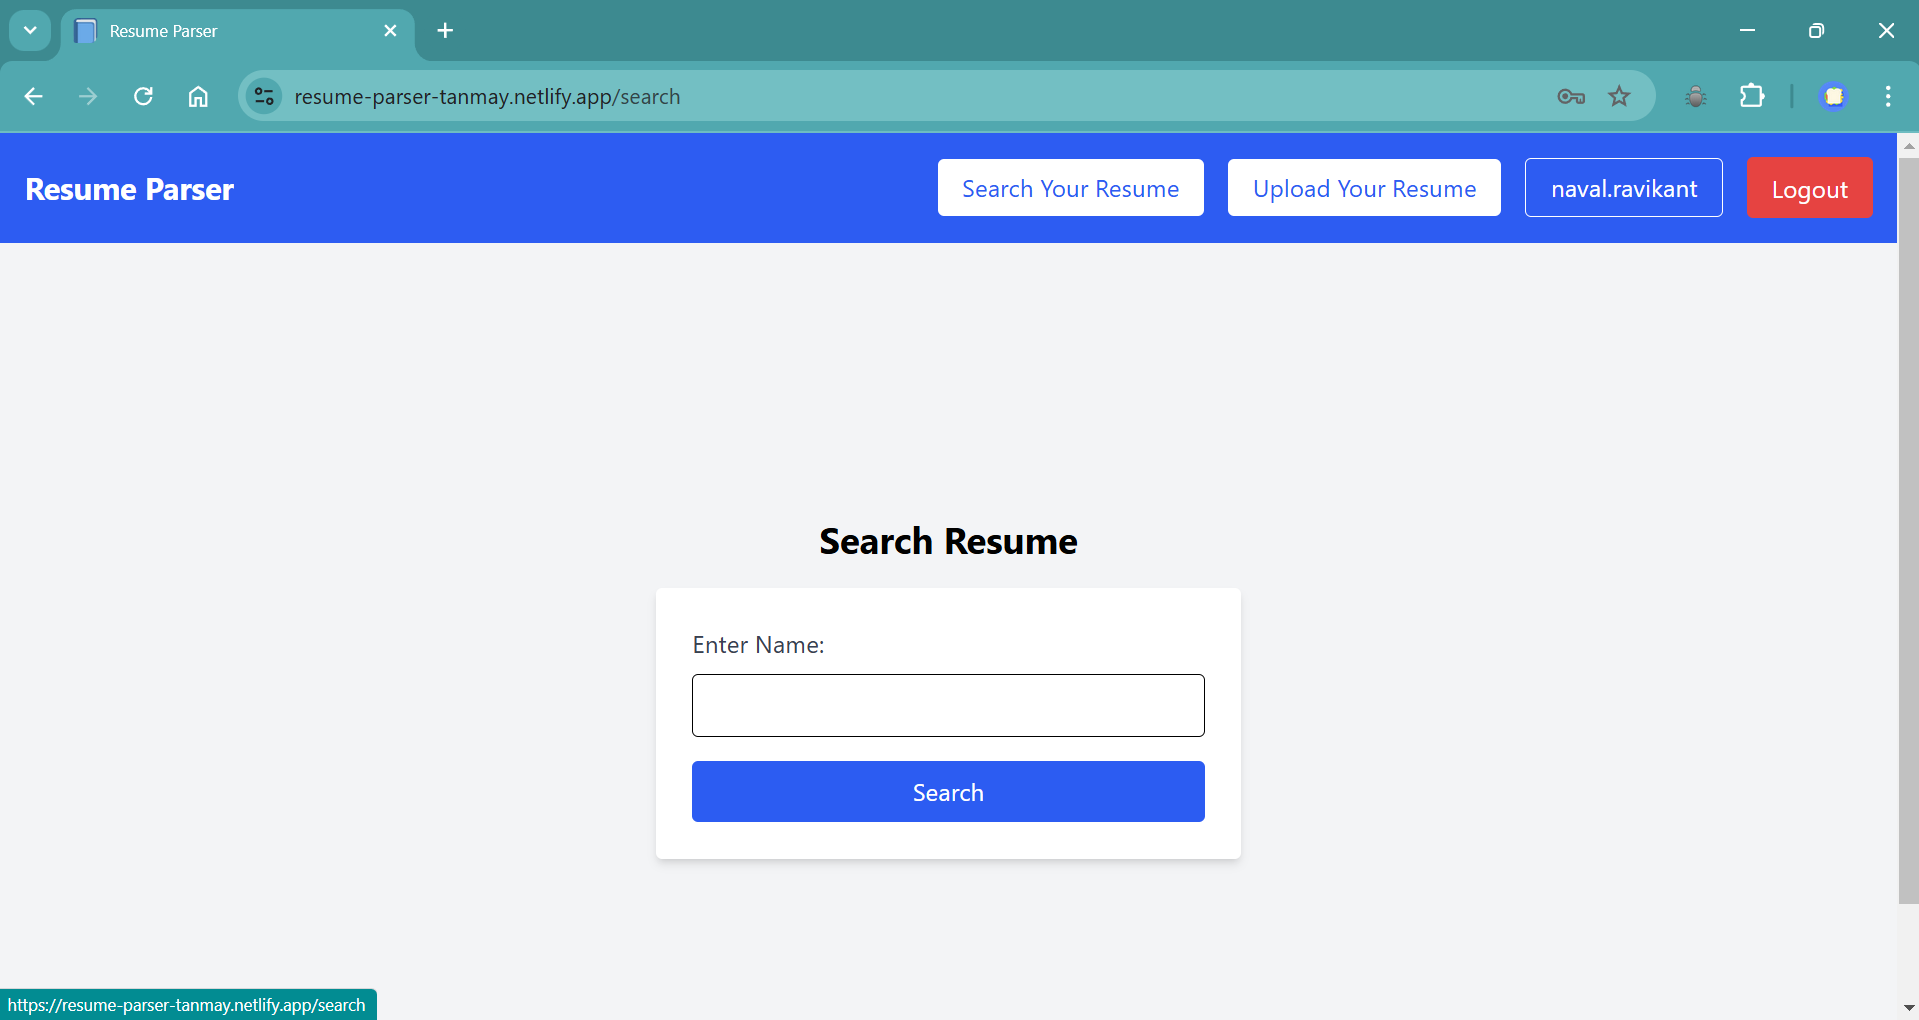 Resume Parser
resume-parser-tanmay.netlify.app/search
Resume Parser
Search Your Resume
Upload Your Resume
naval.ravikant
Logout
Search Resume
Enter Name:
Search
https://resume-parser-tanmay.netlify.app/search